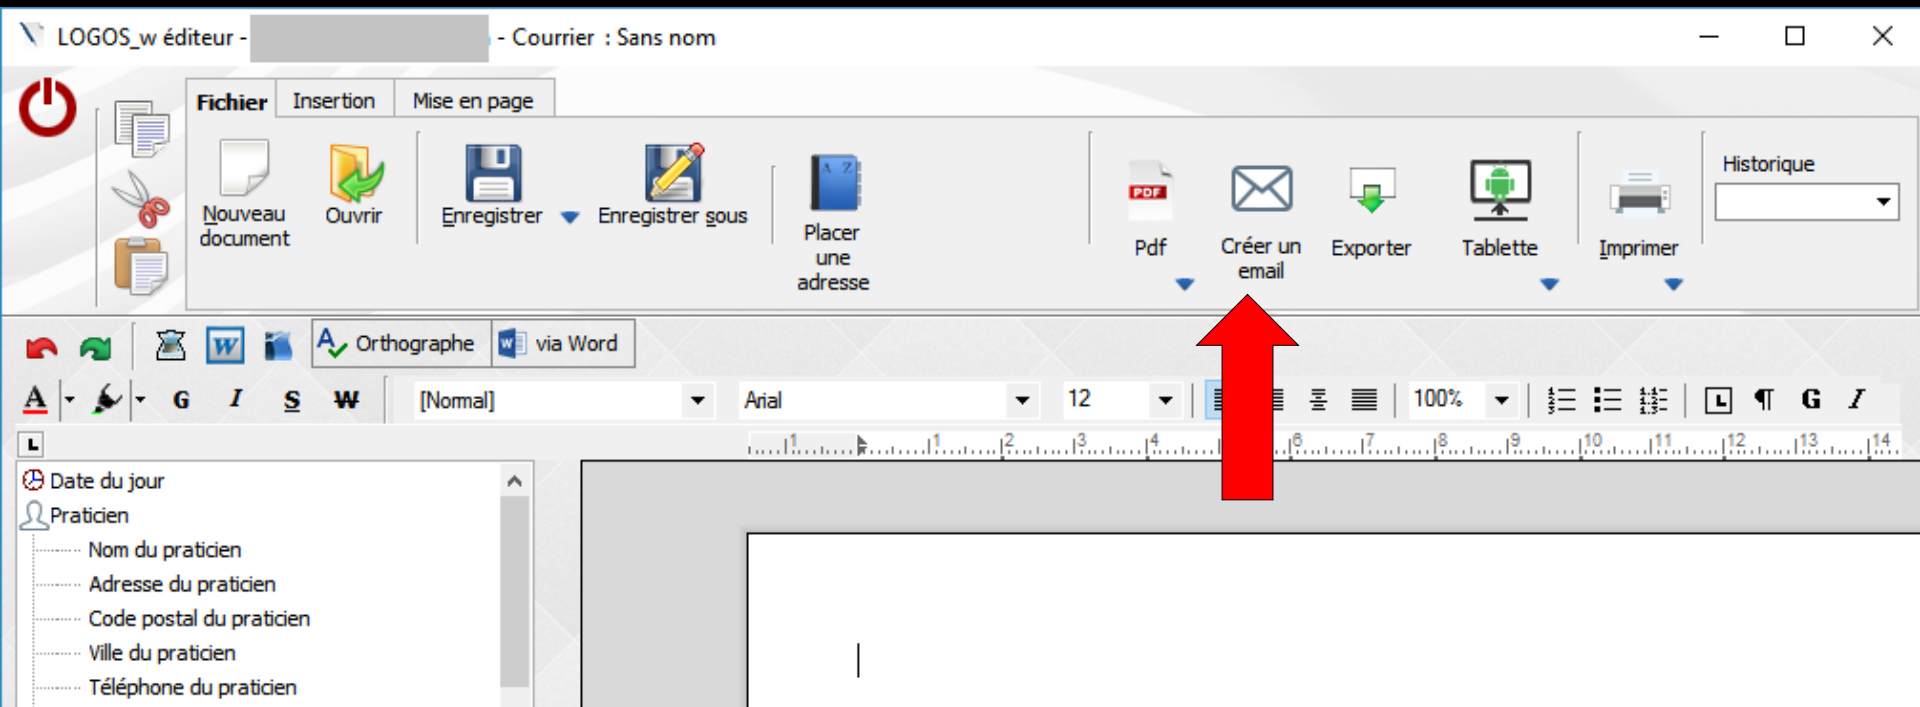 LOGOS_w éditeur - - Courrier : Sans nom
Fichier Insertion Mise en page
Nouveau
document
Ouvrir
Enregistrer
Enregistrer sous
A Z
Placer
une
adresse
PDF
Pdf
Créer un
email
Exporter
Tablette
Imprimer
Historique
W
A Orthographe
W via Word
A G I S W [Normal] Arial 12 100% L ¶ G I
L
1 1 2 3 4 6 7 8 9 10 11 12 13 14
Date du jour
Praticien
Nom du praticien
Adresse du praticien
Code postal du praticien
Ville du praticien
Téléphone du praticien